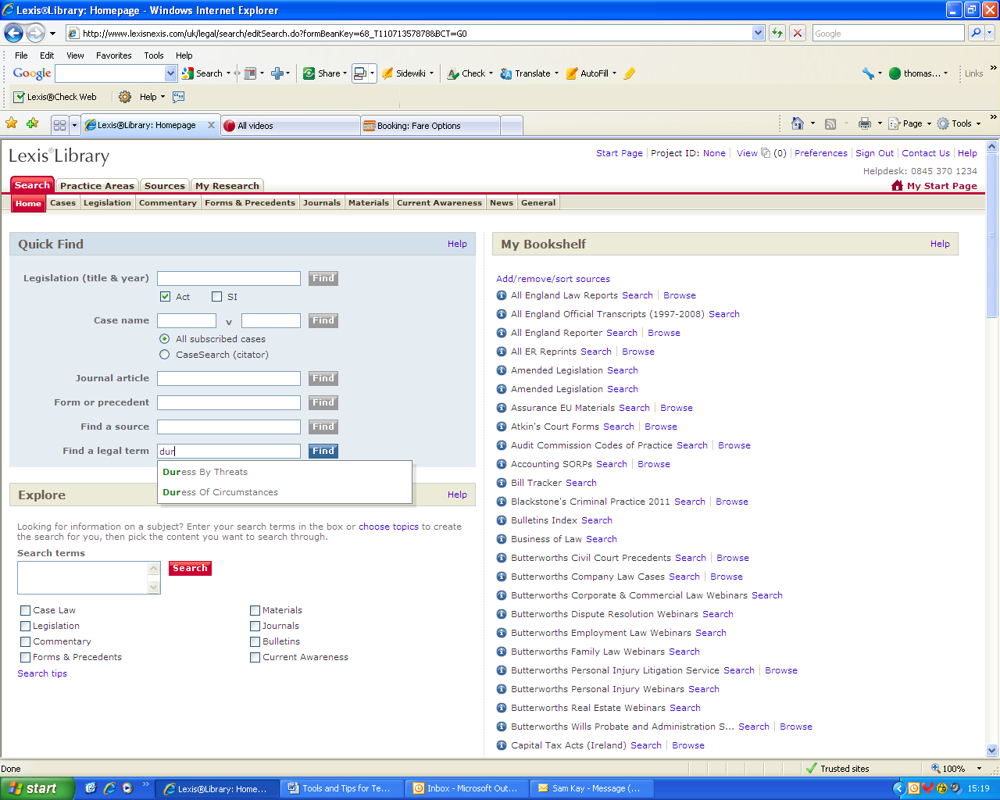 Lexis®Library: Homepage - Windows Internet Explorer
http://www.lexisnexis.com/uk/legal/search/editSearch.do?formBeanKey=68_T11071357878&BCT=G0
Google
File Edit View Favorites Tools Help
Google Search Share Sidewiki Check Translate AutoFill thomas... Links
Lexis®Check Web Help
Lexis®Library: Homepage All videos Booking: Fare Options Page Tools
Lexis®Library
Start Page Project ID: None View (0) Preferences Sign Out Contact Us Help
Helpdesk: 0845 370 1234
Search Practice Areas Sources My Research My Start Page
Home Cases Legislation Commentary Forms & Precedents Journals Materials Current Awareness News General
Quick Find Help
Legislation (title & year) Find
Act SI
Case name v Find
All subscribed cases
CaseSearch (citator)
Journal article Find
Form or precedent Find
Find a source Find
Find a legal term dur Find
Duress By Threats
Duress Of Circumstances
Explore Help
Looking for information on a subject? Enter your search terms in the box or choose topics to create
the search for you, then pick the content you want to search through.
Search terms
Search
Case Law Materials
Legislation Journals
Commentary Bulletins
Forms & Precedents Current Awareness
Search tips
My Bookshelf Help
Add/remove/sort sources
All England Law Reports Search Browse
All England Official Transcripts (1997-2008) Search
All England Reporter Search Browse
All ER Reprints Search Browse
Amended Legislation Search
Amended Legislation Search
Assurance EU Materials Search Browse
Atkin's Court Forms Search Browse
Audit Commission Codes of Practice Search Browse
Accounting SORPs Search Browse
Bill Tracker Search
Blackstone's Criminal Practice 2011 Search Browse
Bulletins Index Search
Business of Law Search
Butterworths Civil Court Precedents Search Browse
Butterworths Company Law Cases Search Browse
Butterworths Corporate & Commercial Law Webinars Search
Butterworths Dispute Resolution Webinars Search
Butterworths Employment Law Webinars Search
Butterworths Family Law Webinars Search
Butterworths Personal Injury Litigation Service Search Browse
Butterworths Personal Injury Webinars Search
Butterworths Real Estate Webinars Search
Butterworths Wills Probate and Administration S... Search Browse
Capital Tax Acts (Ireland) Search Browse
Done Trusted sites 100%
start Lexis®Library: Home... Tools and Tips for Te... Inbox - Microsoft Out... Sam Kay - Message (... 15:19